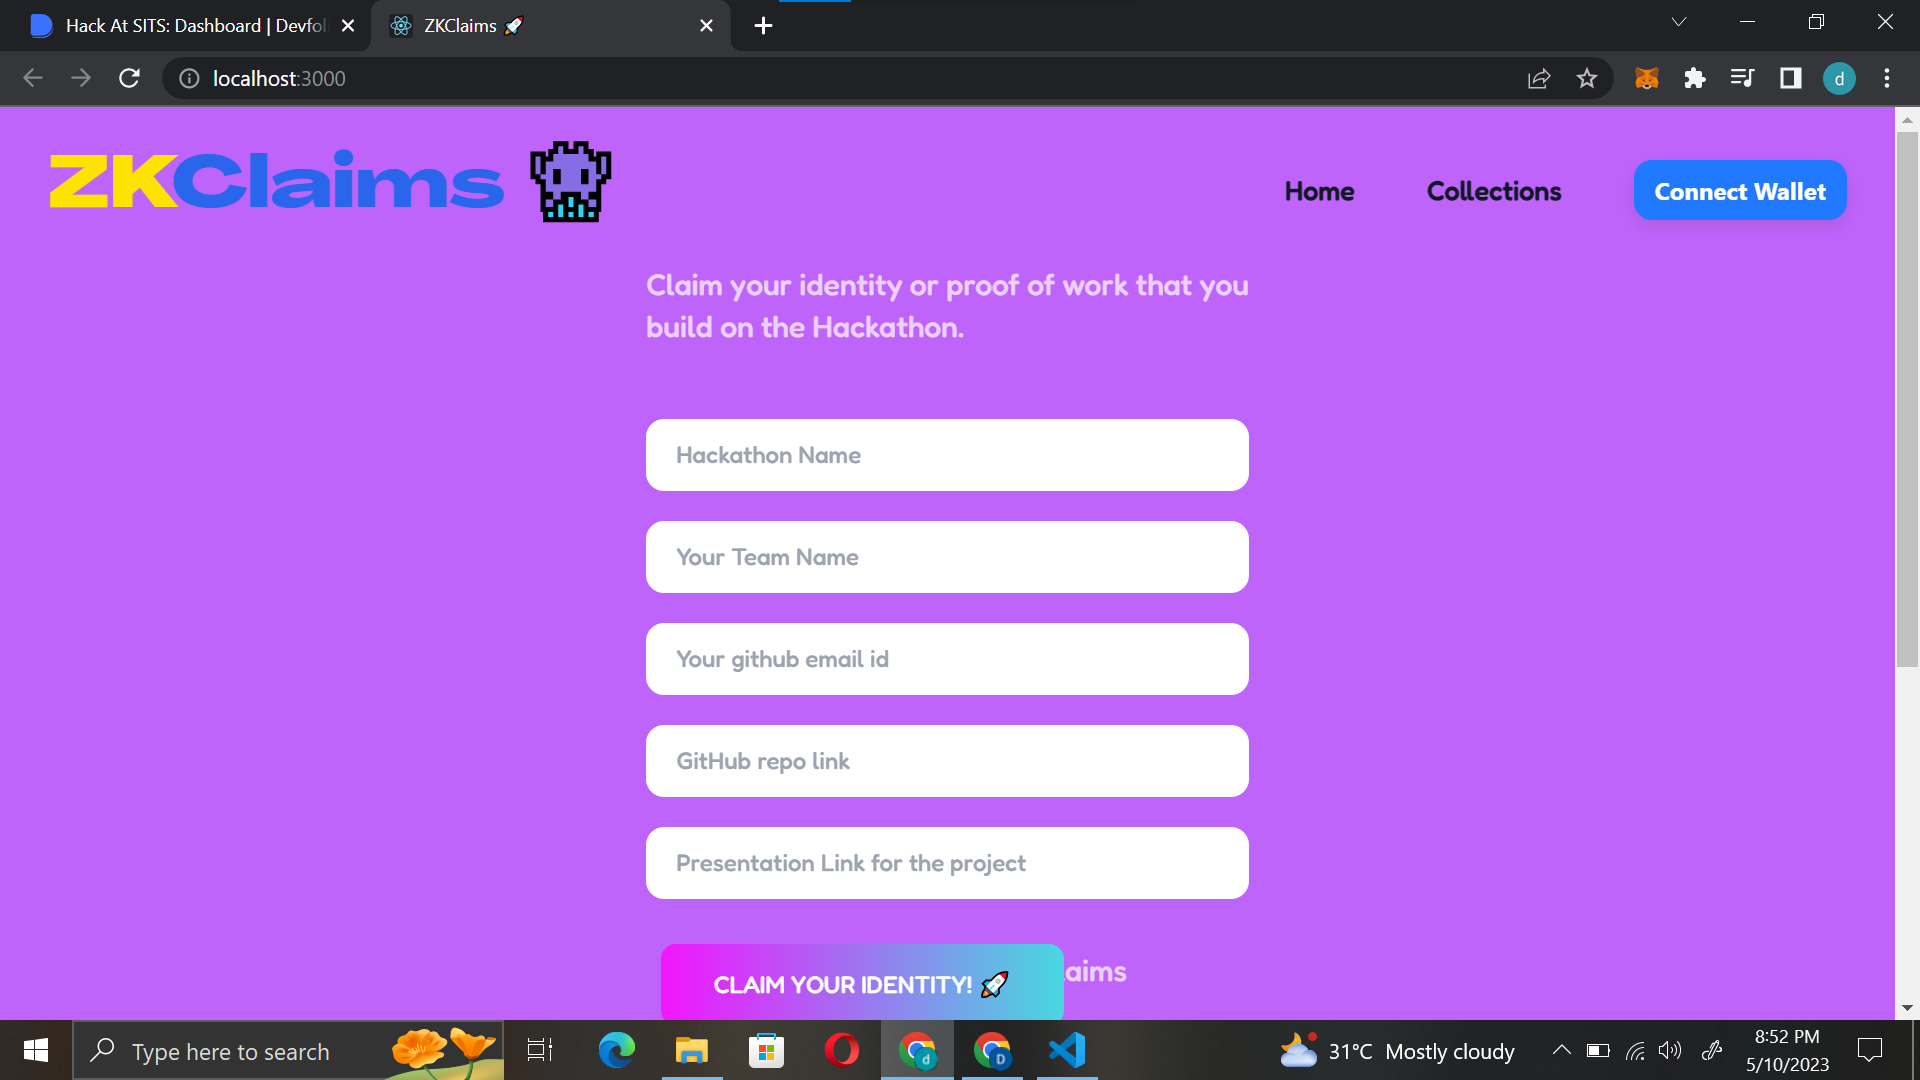 Hack At SITS: Dashboard | Devfol
ZKClaims 🚀
localhost:3000
d
ZKClaims
Home
Collections
Connect Wallet
Claim your identity or proof of work that you
build on the Hackathon.
Hackathon Name
Your Team Name
Your github email id
GitHub repo link
Presentation Link for the project
CLAIM YOUR IDENTITY! 🚀
aims
Type here to search
d
D
31°C Mostly cloudy
8:52 PM
5/10/2023